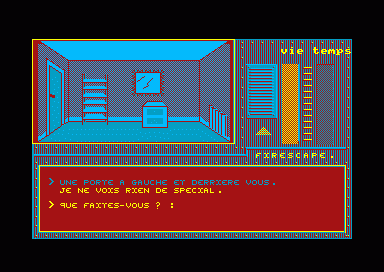 vie temps
FIRESCAPE.
> UNE PORTE A GAUCHE ET DERRIERE VOUS.
JE NE VOIS RIEN DE SPECIAL.
> QUE FAITES-VOUS ? :